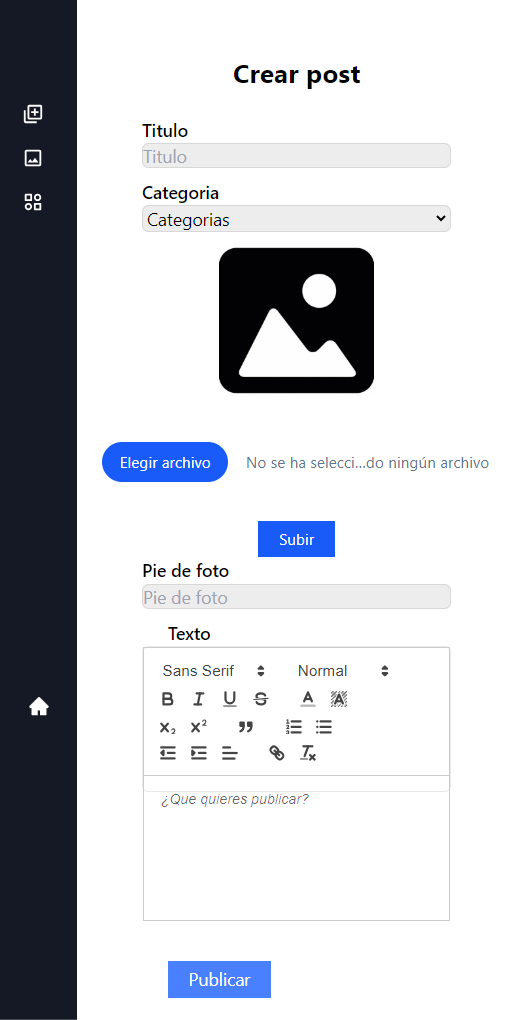 Crear post
Titulo
Titulo
Categoria
Categorias
Elegir archivo No se ha selecci...do ningún archivo
Subir
Pie de foto
Pie de foto
Texto
Sans Serif Normal
¿Que quieres publicar?
Publicar